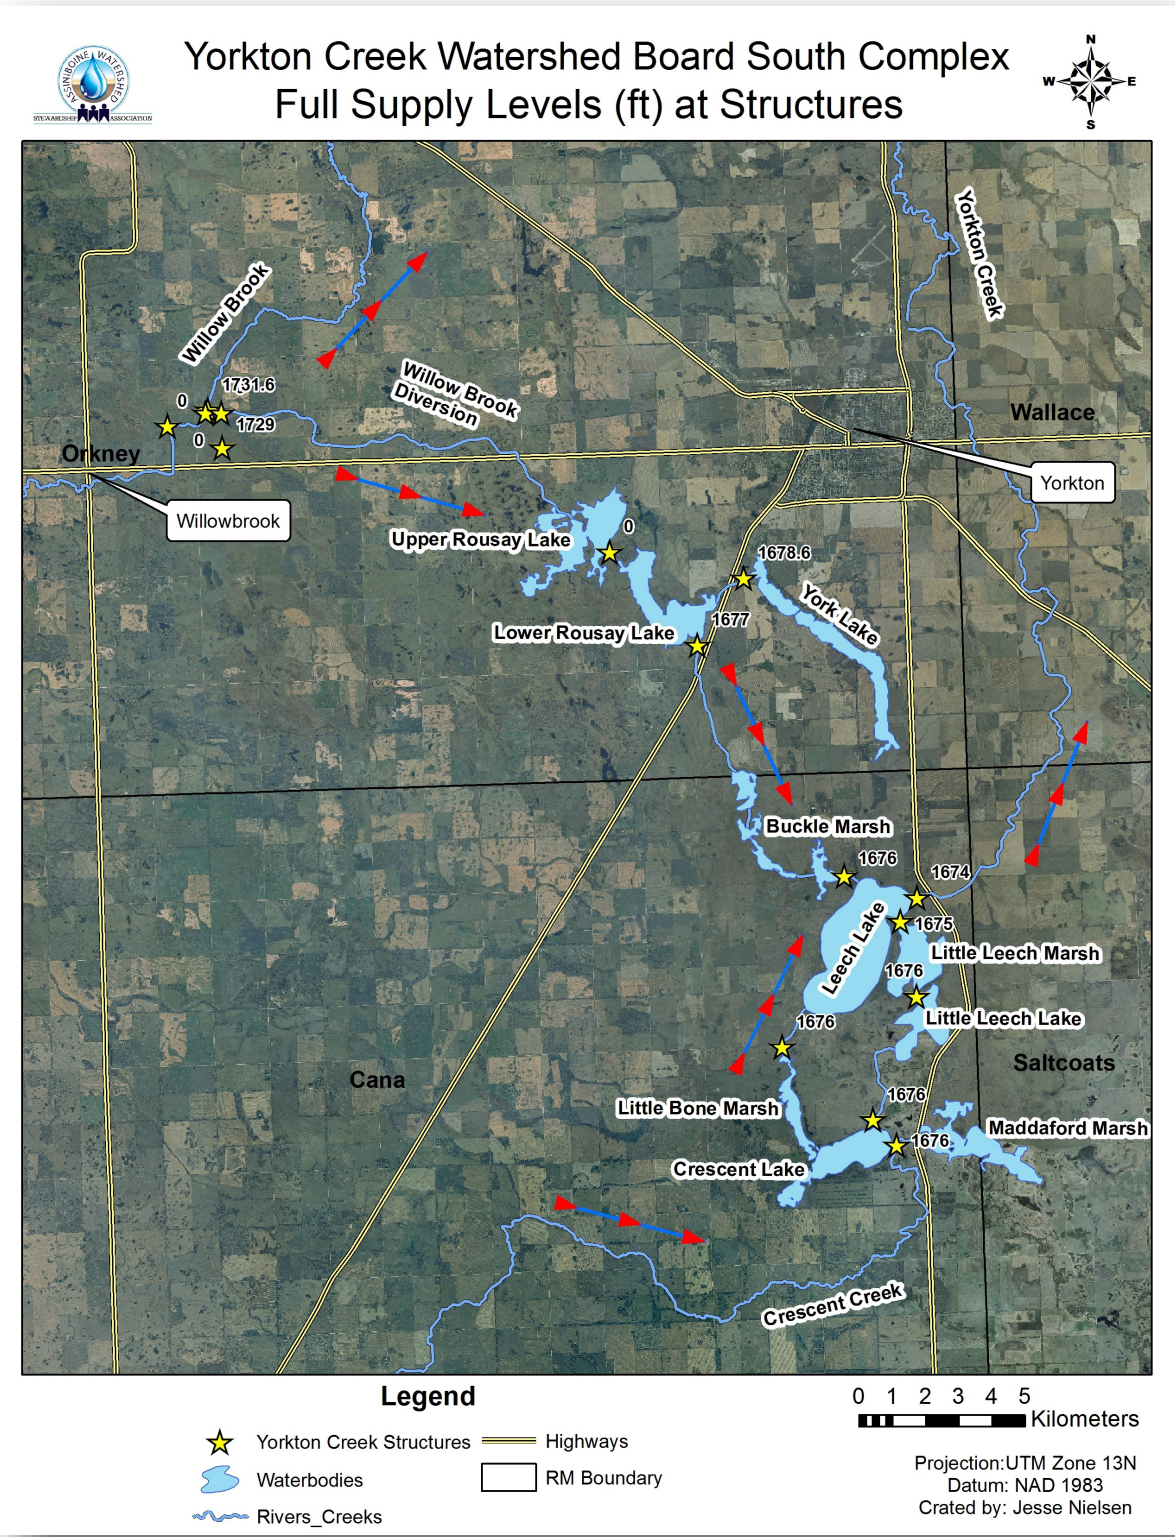 Yorkton Creek Watershed Board South Complex
Full Supply Levels (ft) at Structures
ASSINIBOINE WATERSHED
STEWARDSHIP ASSOCIATION
N
W E
S
Yorkton Creek
Willow Brook
Willow Brook
Diversion
1731.6
0
1729
0
Orkney
Wallace
Yorkton
Willowbrook
Upper Rousay Lake
0
1678.6
York Lake
1677
Lower Rousay Lake
Buckle Marsh
1676
1674
Leech Lake
1675
Little Leech Marsh
1676
Little Leech Lake
1676
Saltcoats
Cana
1676
Little Bone Marsh
Maddaford Marsh
1676
Crescent Lake
Crescent Creek
Legend
Yorkton Creek Structures
Highways
Waterbodies
RM Boundary
Rivers_Creeks
0 1 2 3 4 5
Kilometers
Projection:UTM Zone 13N
Datum: NAD 1983
Crated by: Jesse Nielsen